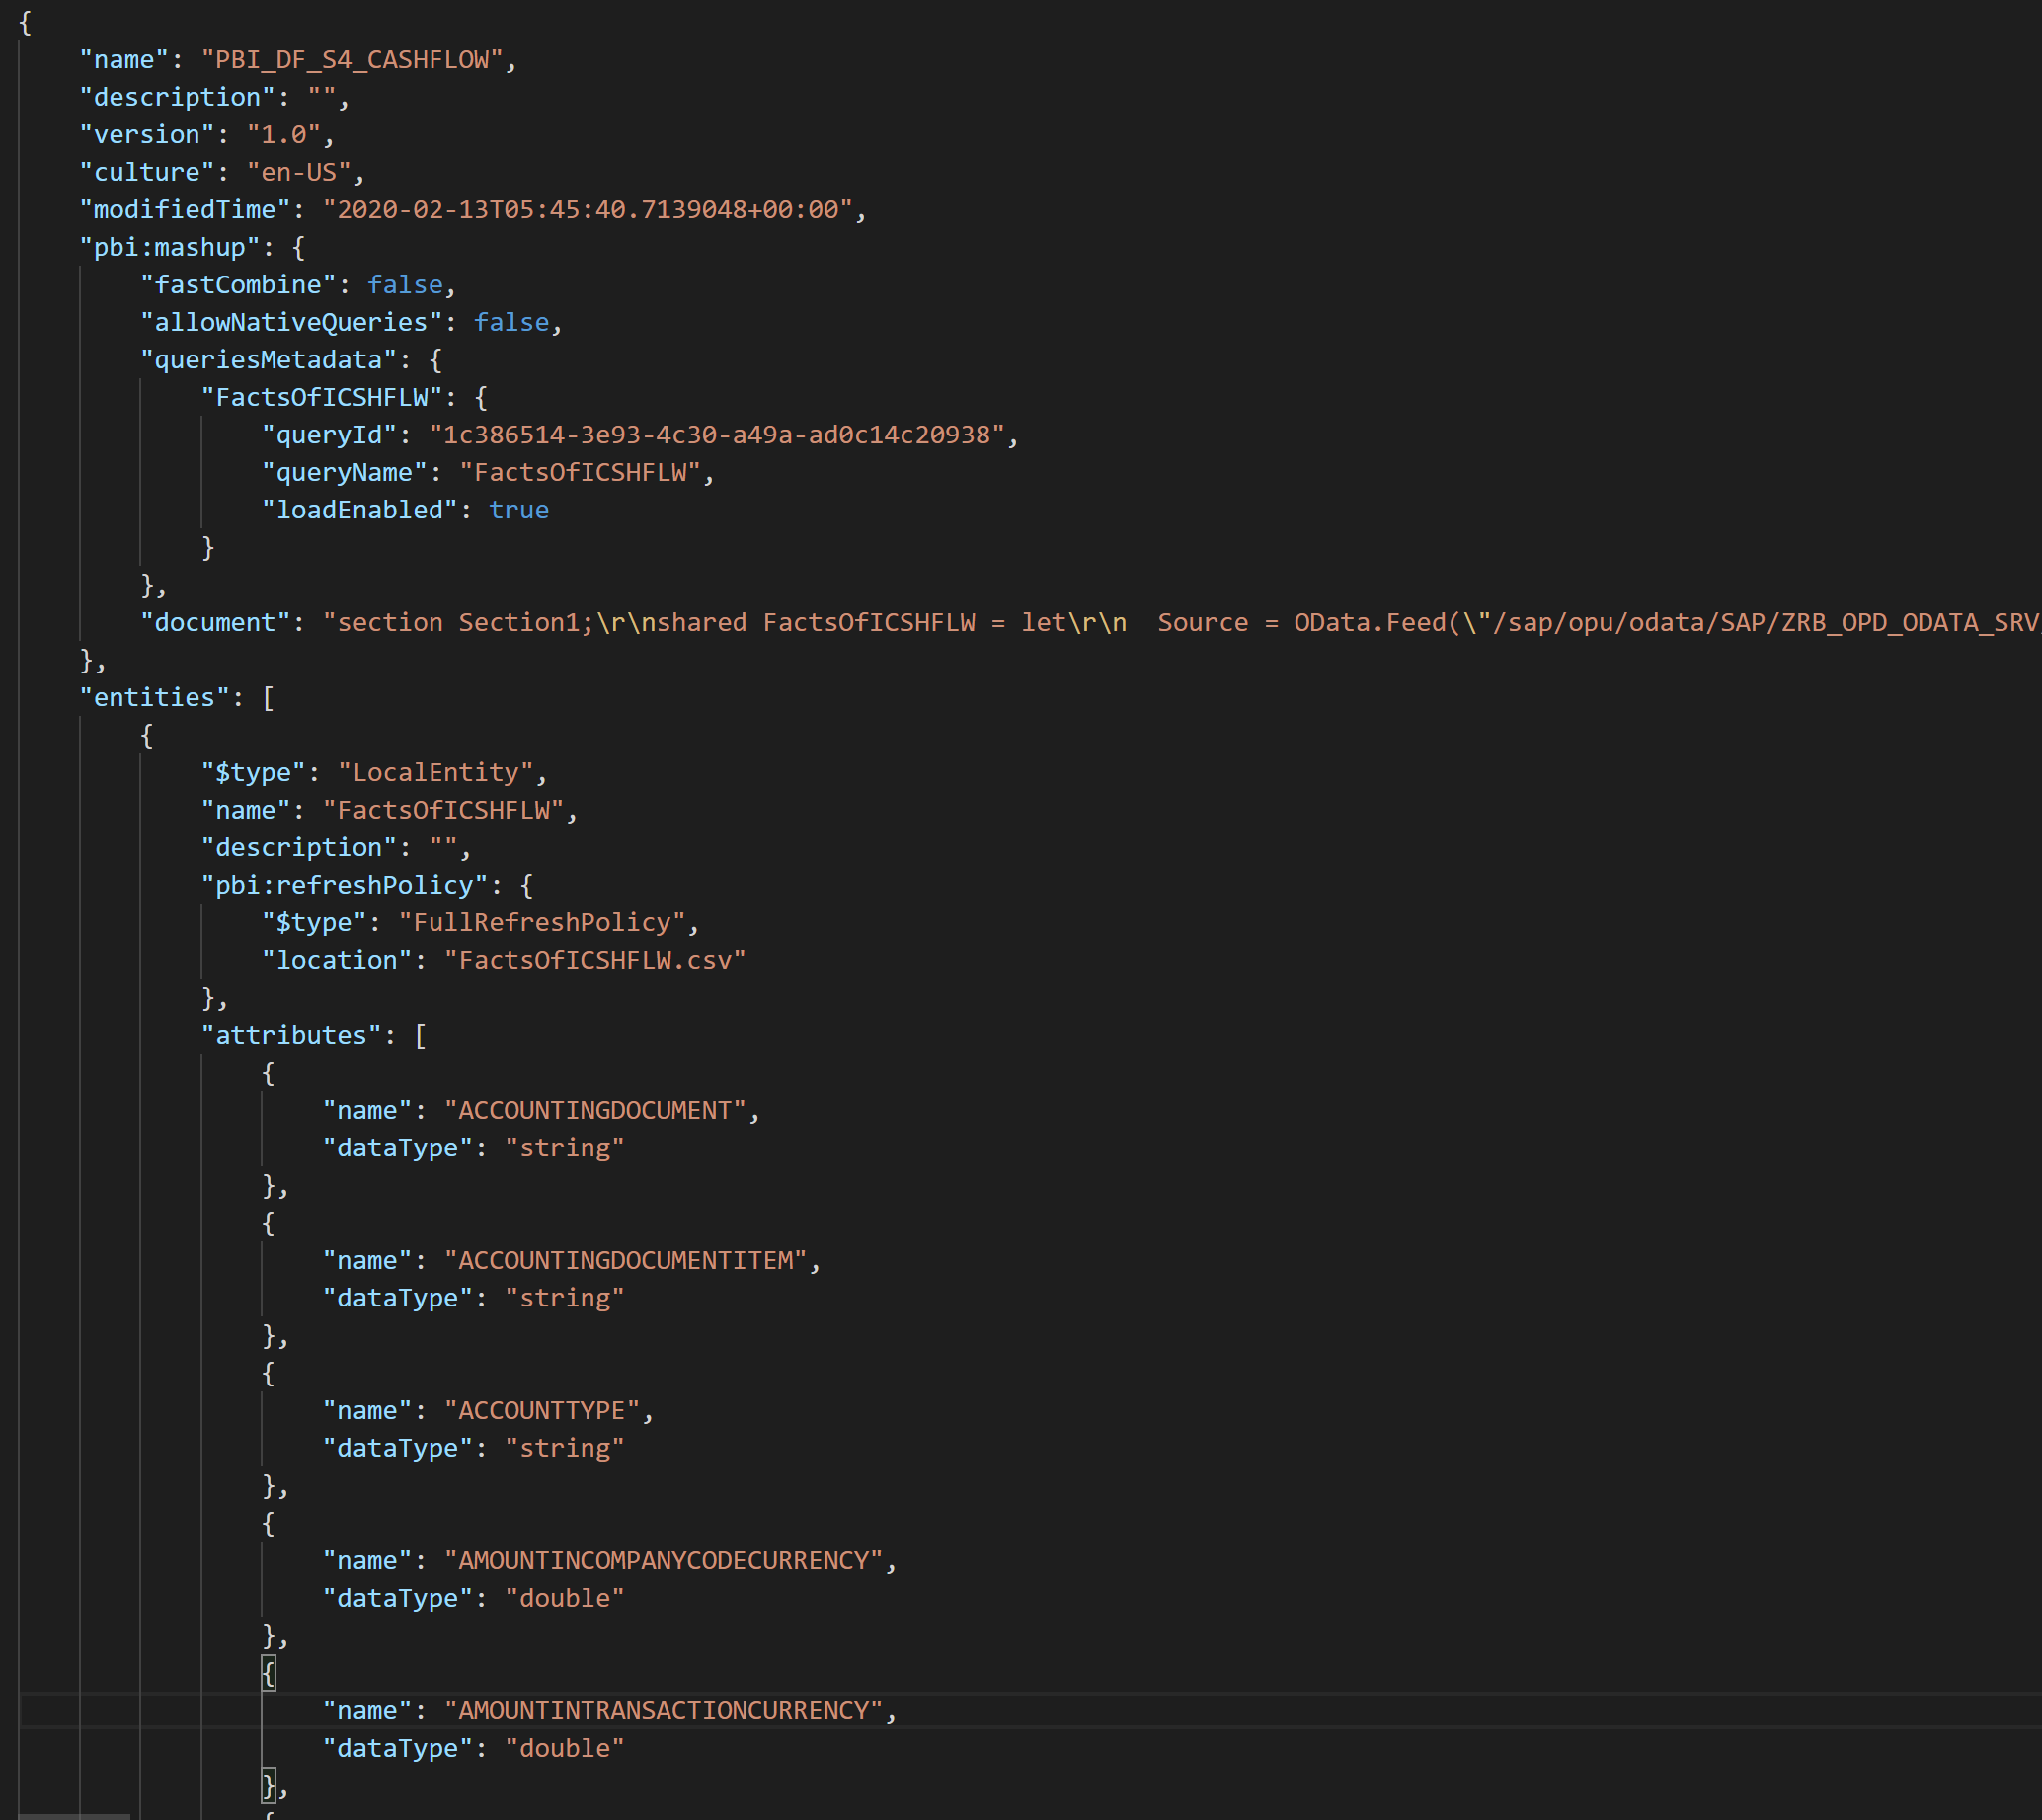 {
    "name": "PBI_DF_S4_CASHFLOW",
    "description": "",
    "version": "1.0",
    "culture": "en-US",
    "modifiedTime": "2020-02-13T05:45:40.7139048+00:00",
    "pbi:mashup": {
        "fastCombine": false,
        "allowNativeQueries": false,
        "queriesMetadata": {
            "FactsOfICSHFLW": {
                "queryId": "1c386514-3e93-4c30-a49a-ad0c14c20938",
                "queryName": "FactsOfICSHFLW",
                "loadEnabled": true
            }
        },
        "document": "section Section1;\r\nshared FactsOfICSHFLW = let\r\n  Source = OData.Feed(\"/sap/opu/odata/SAP/ZRB_OPD_ODATA_SRV
    },
    "entities": [
        {
            "$type": "LocalEntity",
            "name": "FactsOfICSHFLW",
            "description": "",
            "pbi:refreshPolicy": {
                "$type": "FullRefreshPolicy",
                "location": "FactsOfICSHFLW.csv"
            },
            "attributes": [
                {
                    "name": "ACCOUNTINGDOCUMENT",
                    "dataType": "string"
                },
                {
                    "name": "ACCOUNTINGDOCUMENTITEM",
                    "dataType": "string"
                },
                {
                    "name": "ACCOUNTTYPE",
                    "dataType": "string"
                },
                {
                    "name": "AMOUNTINCOMPANYCODECURRENCY",
                    "dataType": "double"
                },
                {
                    "name": "AMOUNTINTRANSACTIONCURRENCY",
                    "dataType": "double"
                },
                {